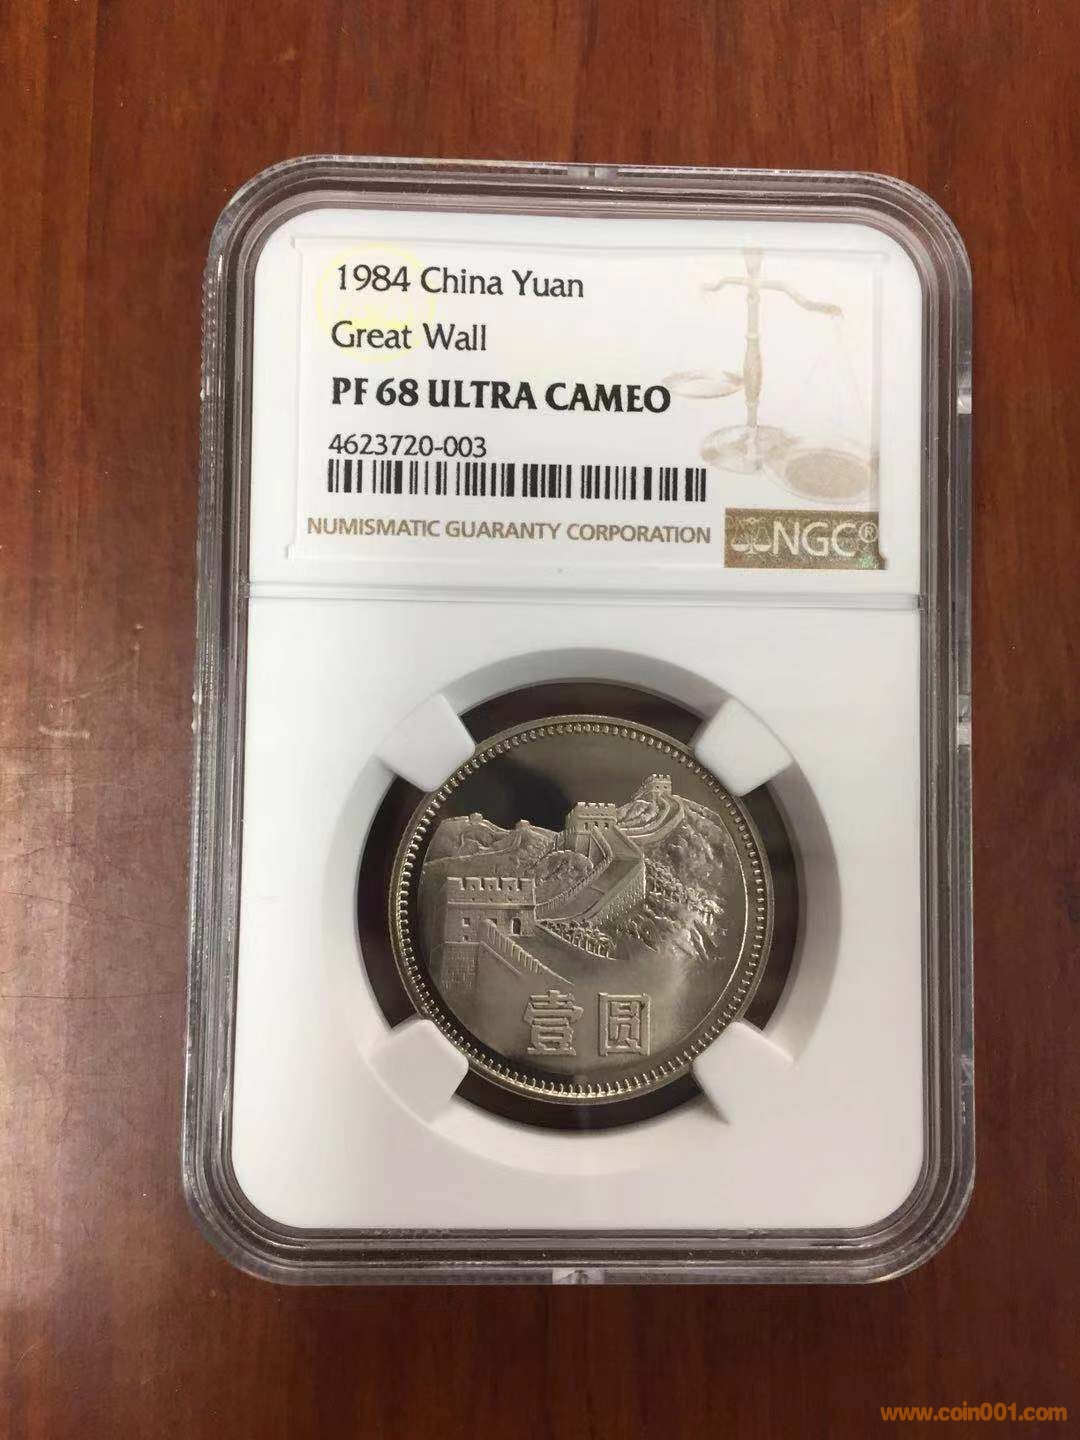 1984 China Yuan
Great Wall
PF 68 ULTRA CAMEO
4623720-003
NUMISMATIC GUARANTY CORPORATION
NGC®
壹圆
www.coin001.com